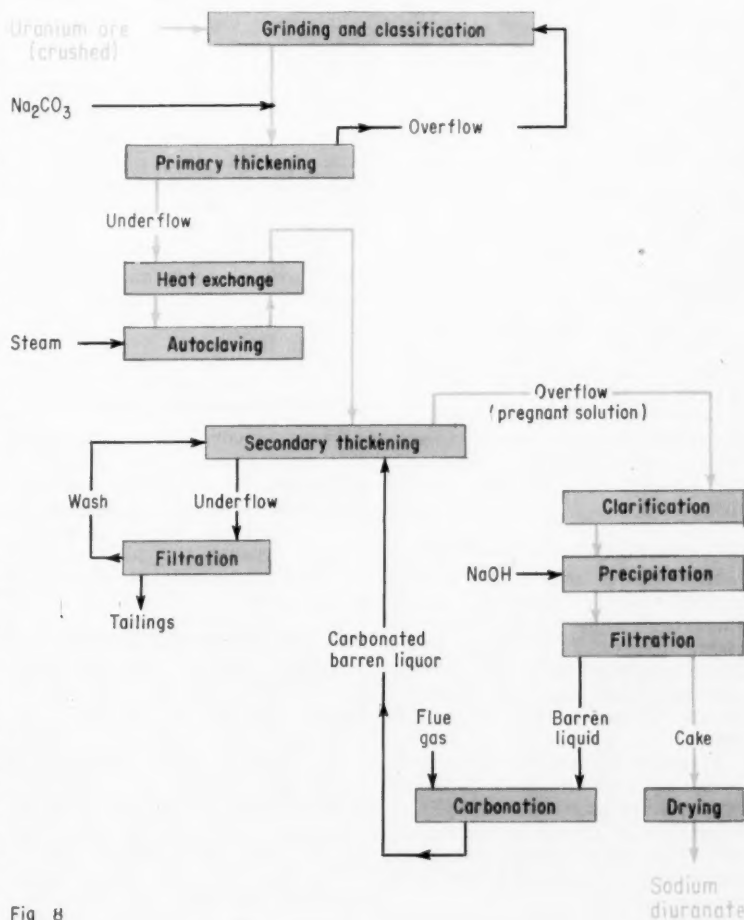 Uranium ore
(crushed)
Grinding and classification
Na₂CO₃
Overflow
Primary thickening
Underflow
Heat exchange
Steam
Autoclaving
Overflow
(pregnant solution)
Secondary thickening
Wash
Underflow
Clarification
Filtration
NaOH
Precipitation
Tailings
Filtration
Carbonated
barren liquor
Flue
gas
Barren
liquid
Cake
Carbonation
Drying
Sodium
diuranate
Fig 8